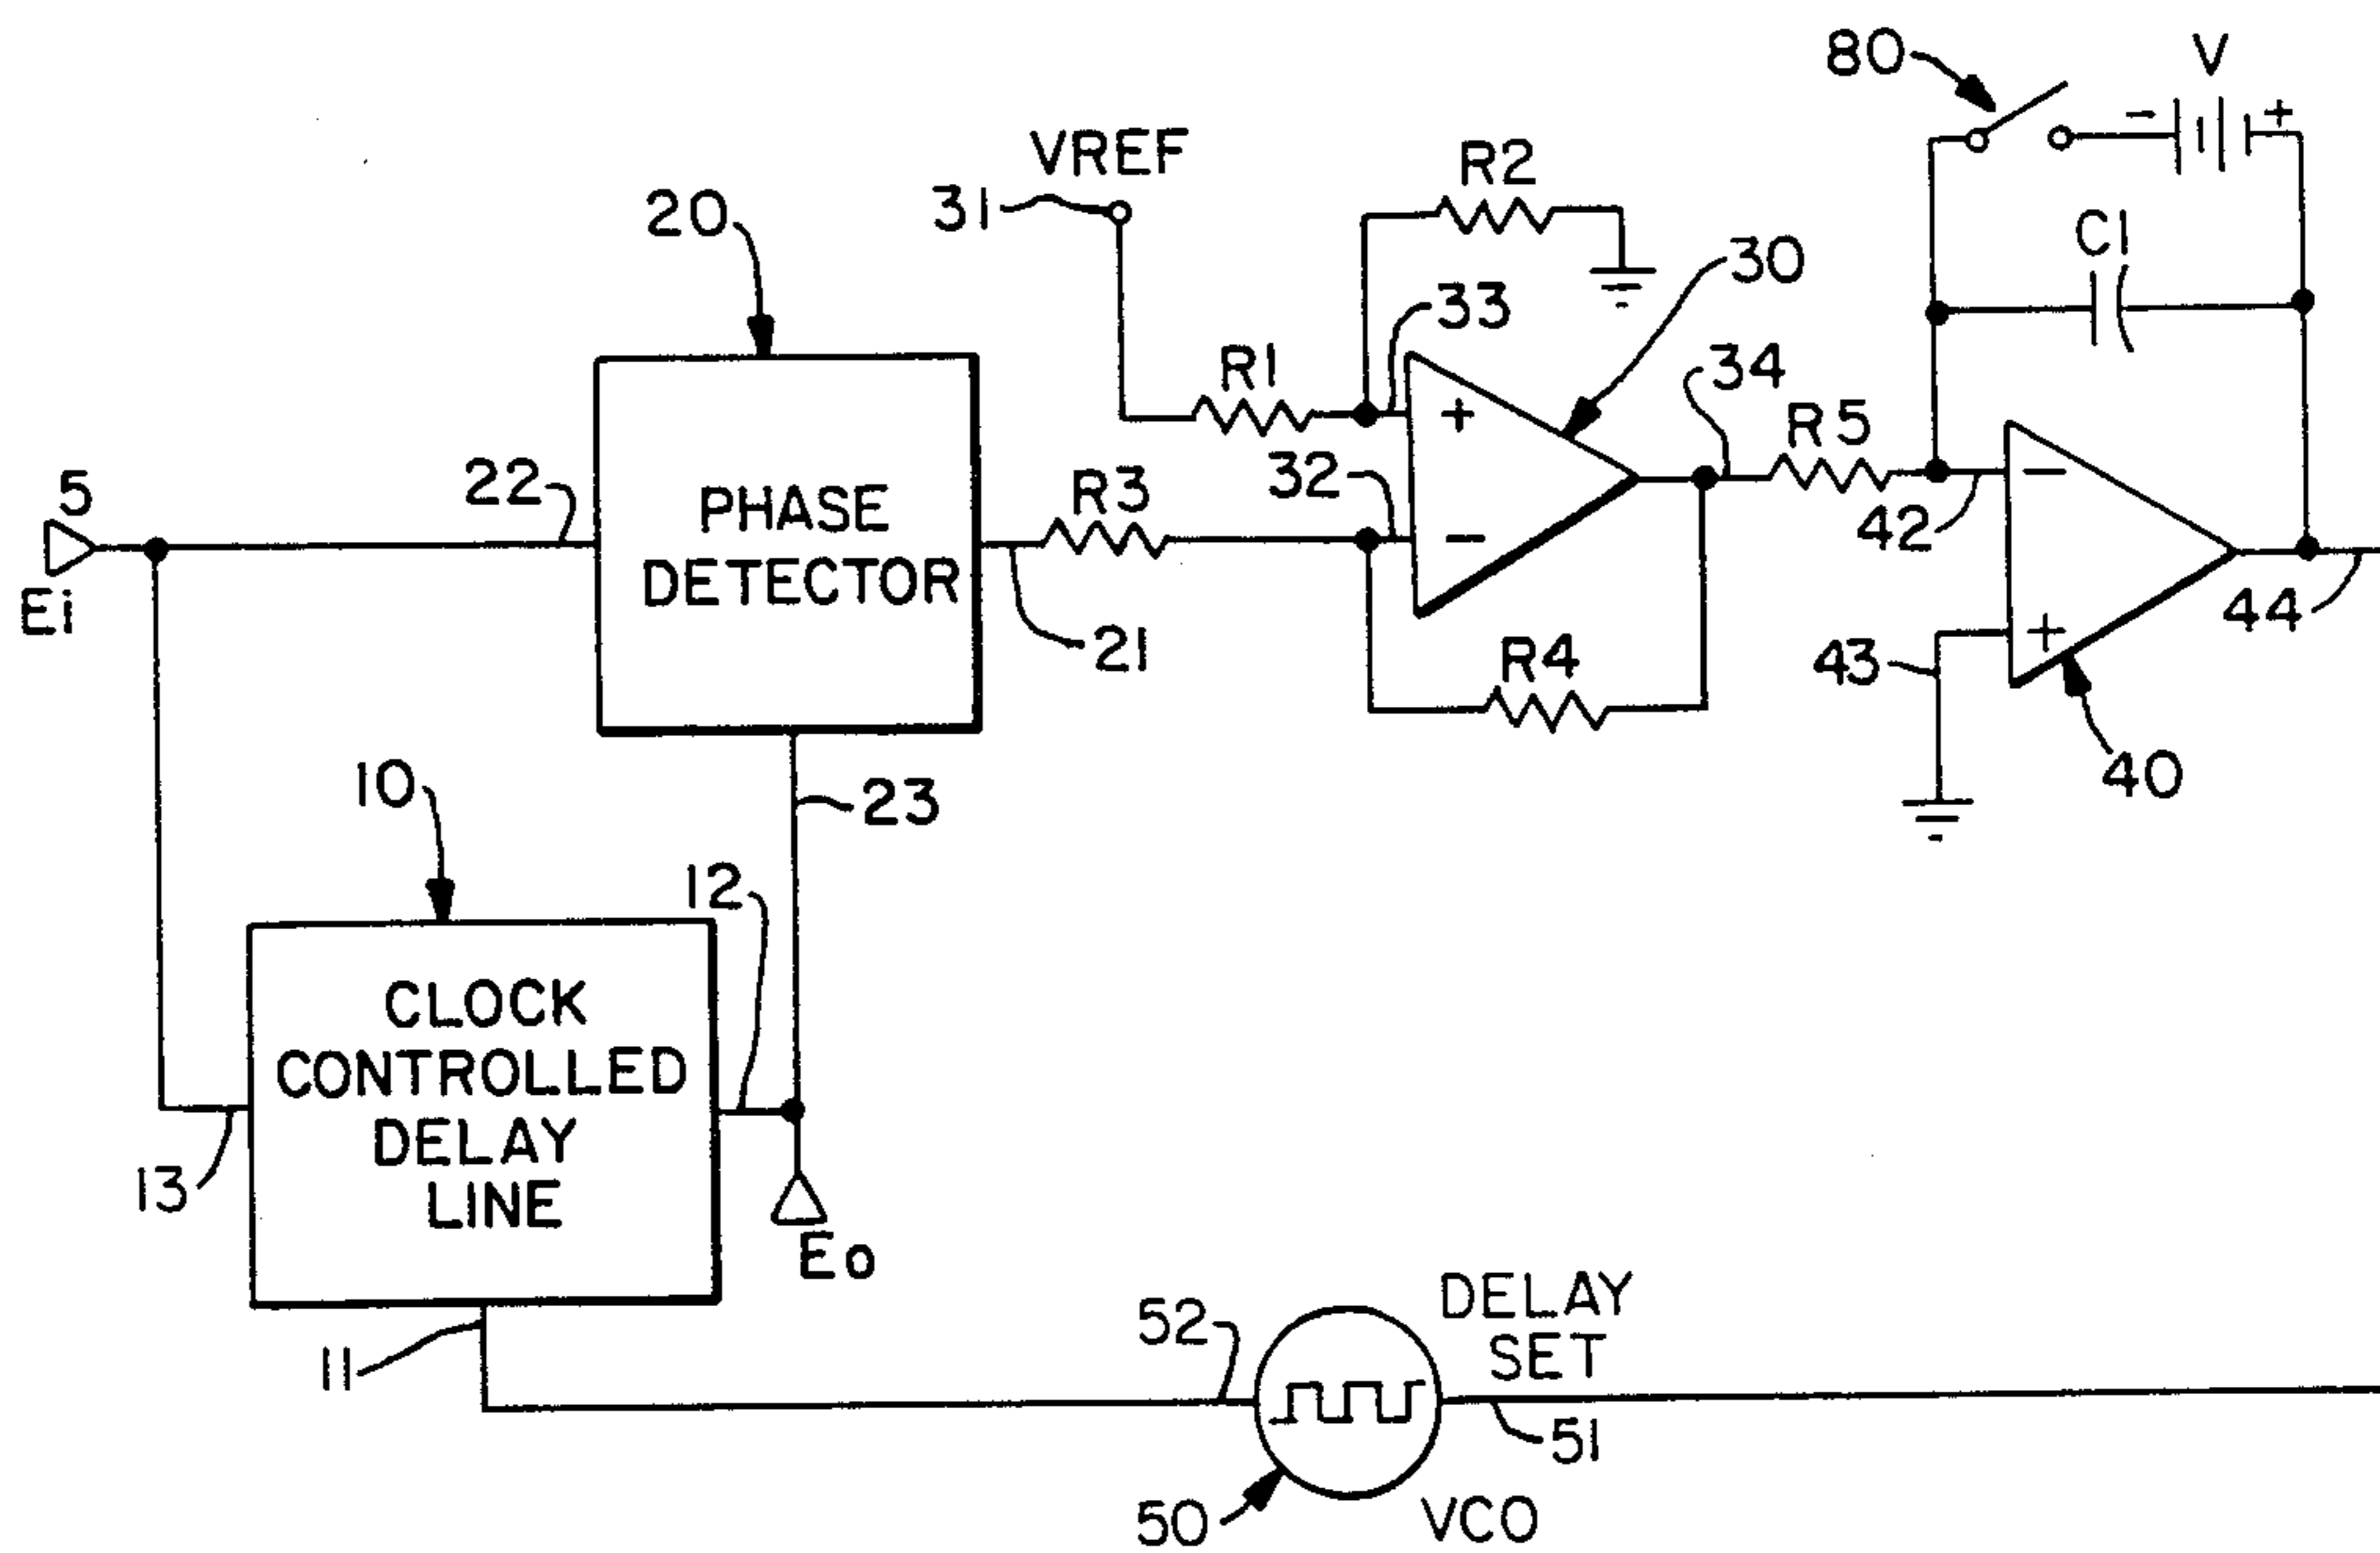 80
V
- +
VREF
31
R2
20
C1
33
30
R1
34
R5
5
22
PHASE
DETECTOR
R3
32
+
-
-
42
Ei
21
R4
43
+
44
40
10
23
12
CLOCK
CONTROLLED
DELAY
LINE
13
Eo
11
52
DELAY
SET
51
50
VCO